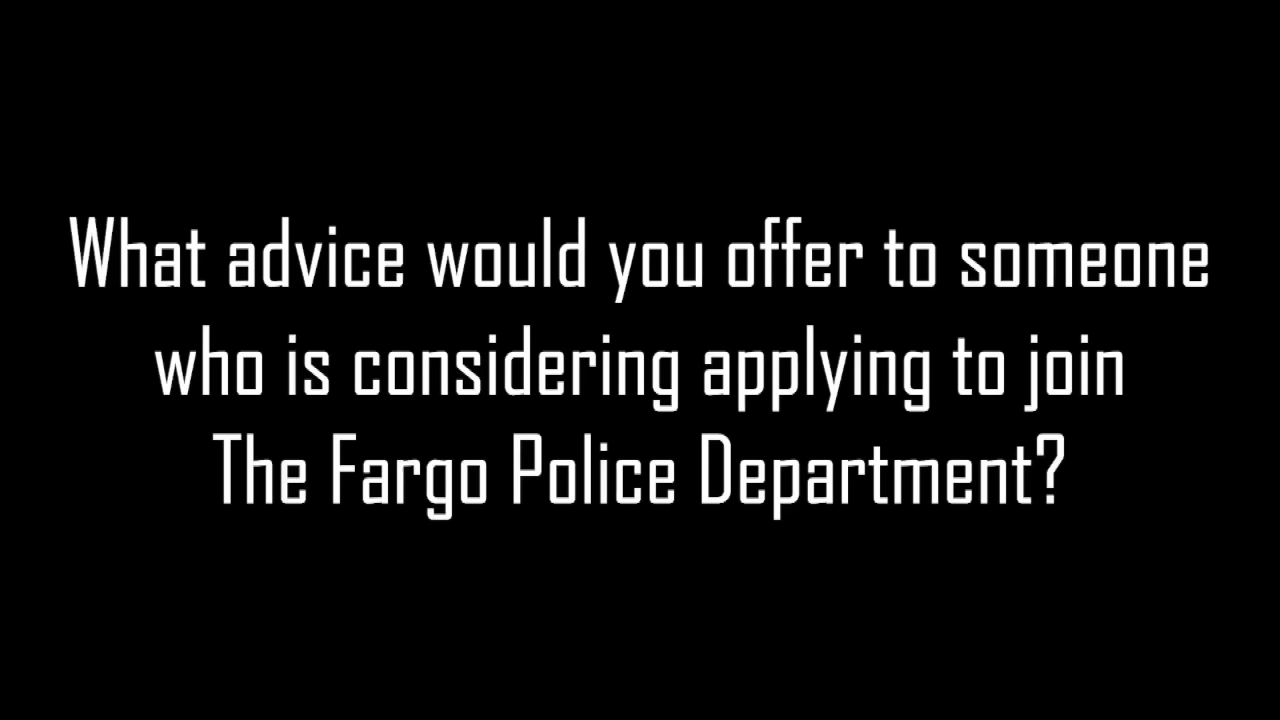 What advice would you offer to someone
who is considering applying to join
The Fargo Police Department?